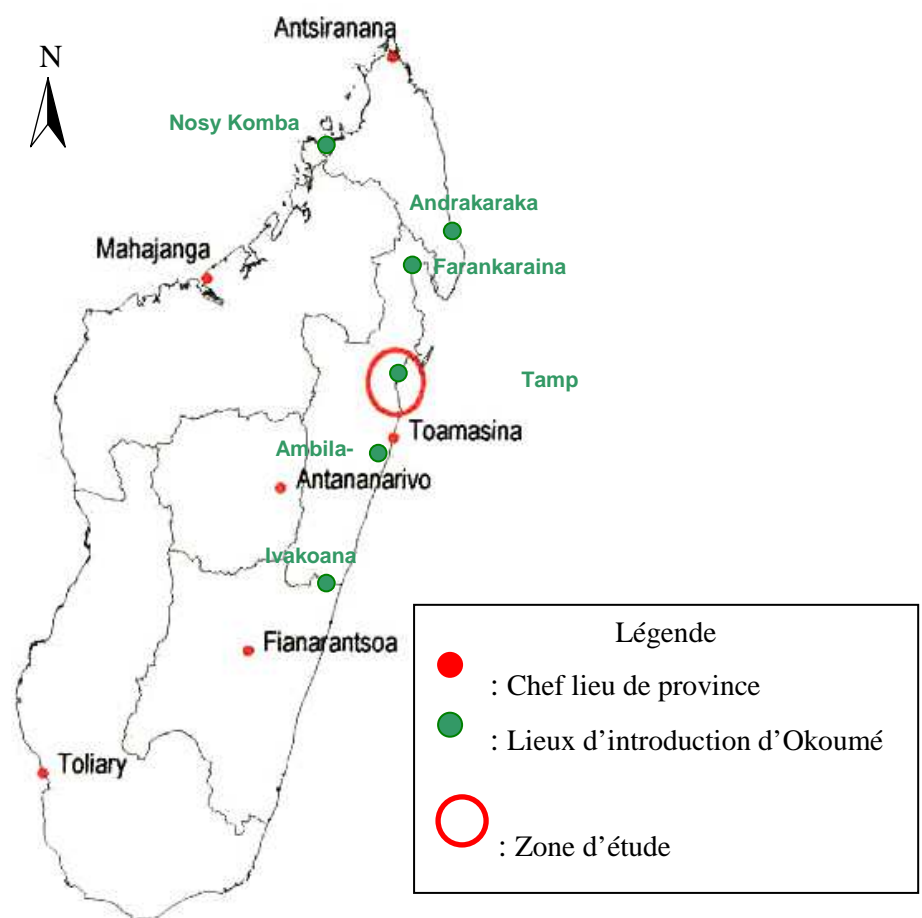 Antsiranana
N
Nosy Komba
Andrakaraka
Mahajanga
Farankaraina
Tamp
Toamasina
Ambila-
Antananarivo
Ivakoana
Fianarantsoa
Toliary
Légende
: Chef lieu de province
: Lieux d’introduction d’Okoumé
: Zone d’étude